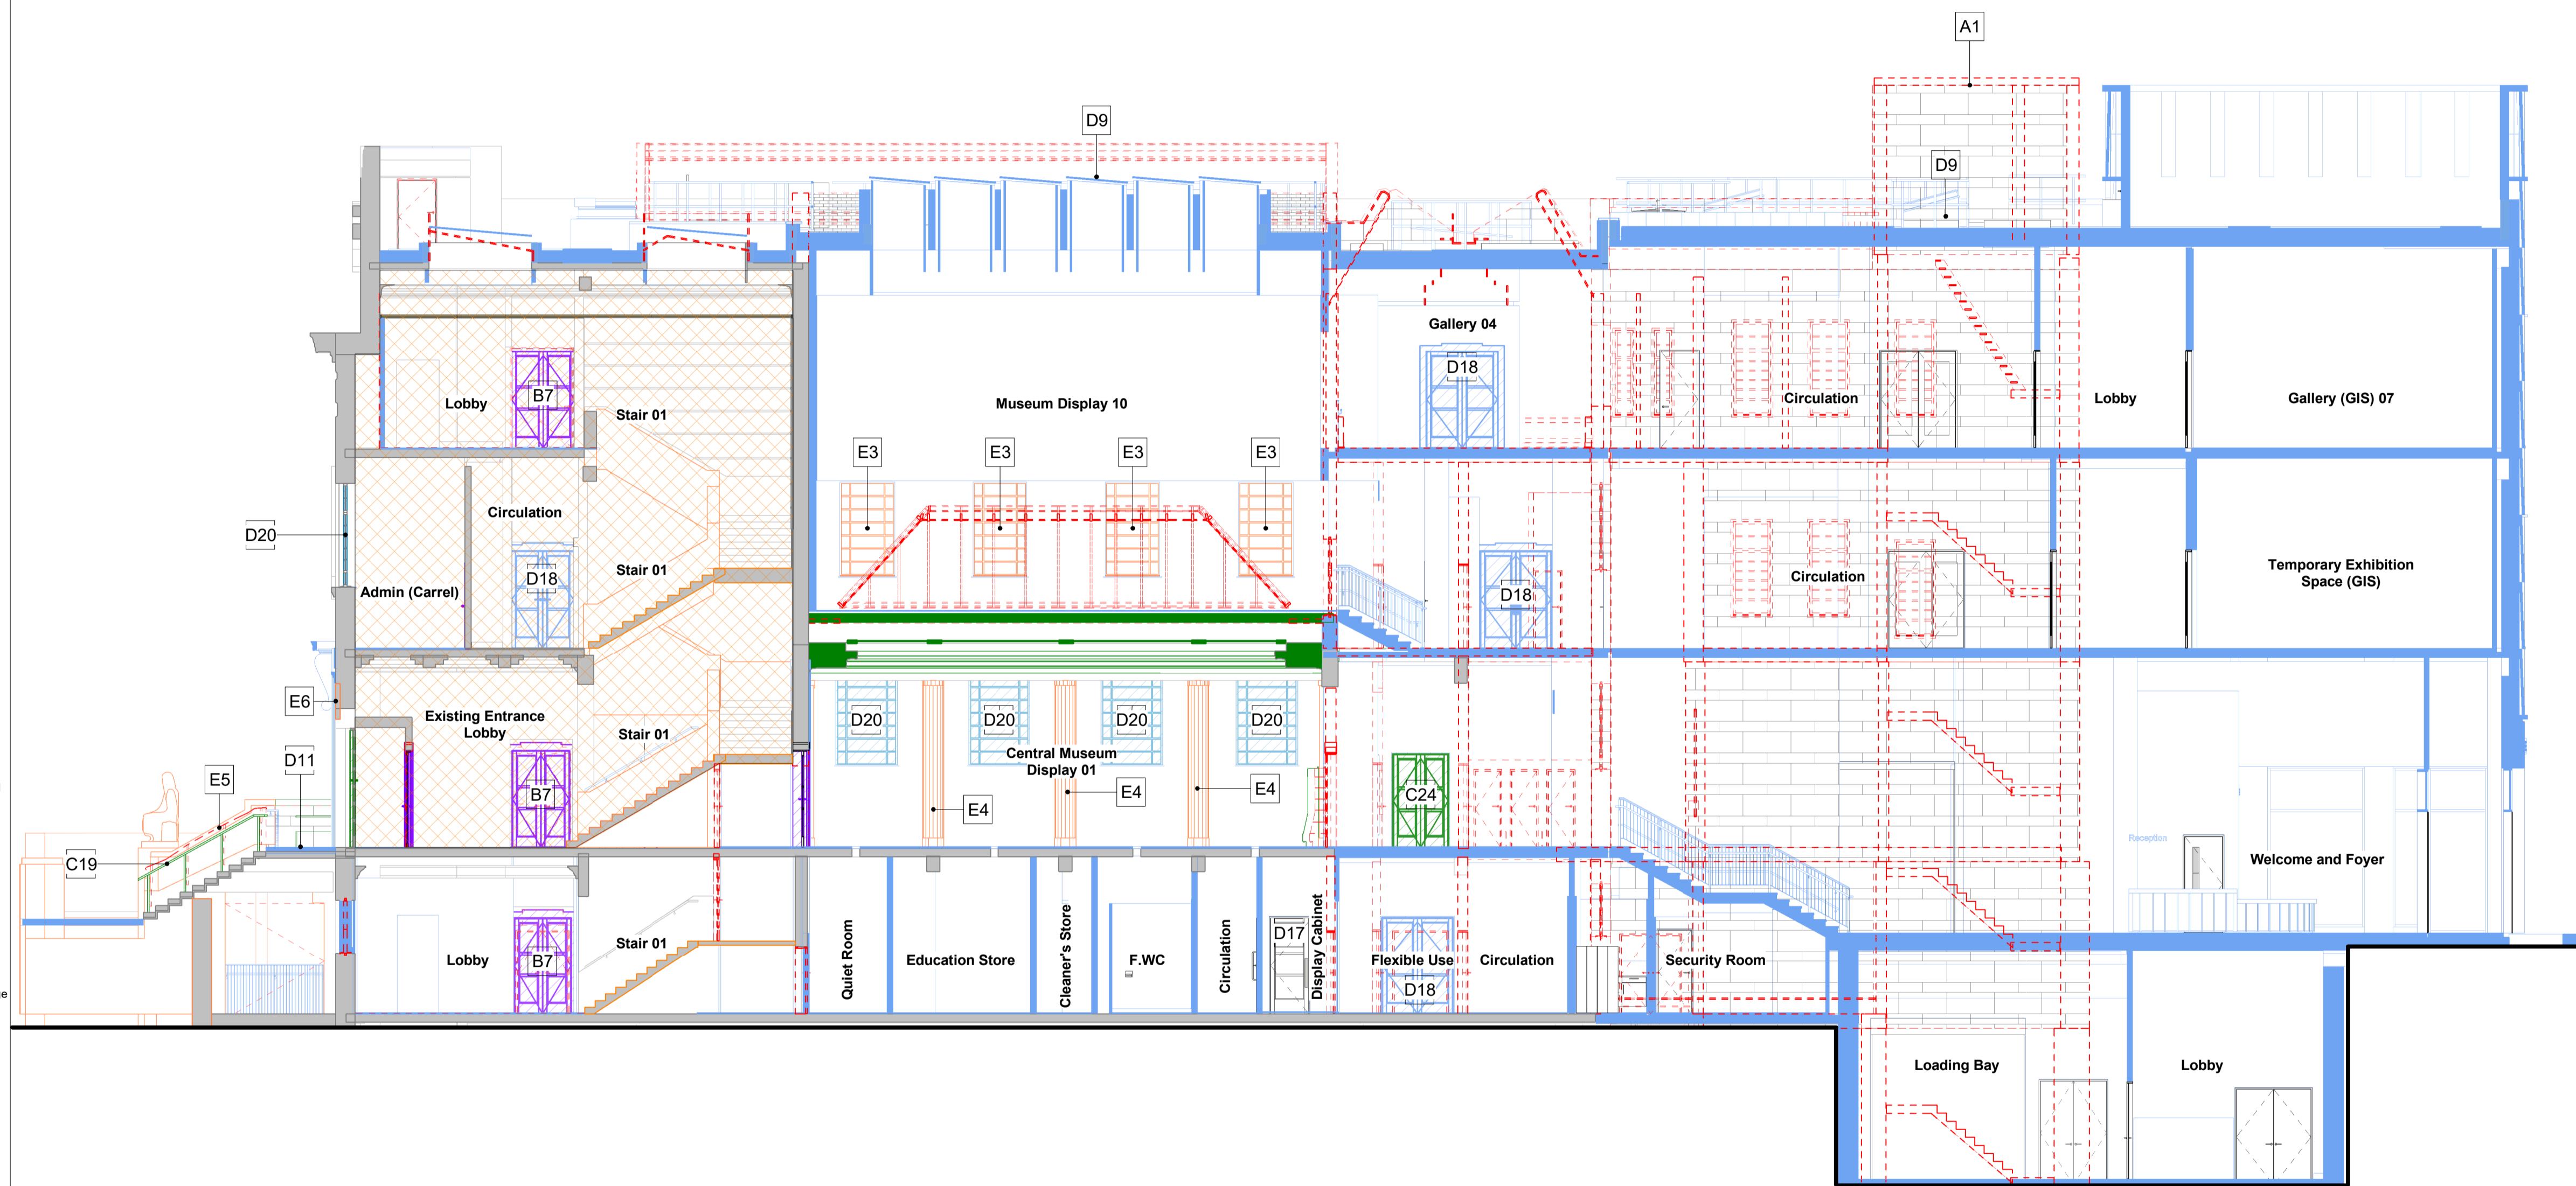 A1
D9
D9
Gallery 04
D18
B7
Lobby
Stair 01
Museum Display 10
Circulation
Lobby
Gallery (GIS) 07
E3
E3
E3
E3
Circulation
D20
D18
Stair 01
Admin (Carrel)
D18
Circulation
Temporary Exhibition
Space (GIS)
E6
Existing Entrance
Lobby
Stair 01
D20
D20
D20
D20
Central Museum
Display 01
D11
E5
B7
E4
E4
E4
C24
C19
Reception
Welcome and Foyer
Lobby
B7
Stair 01
Quiet Room
Education Store
Cleaner's Store
F.WC
Circulation
D17
Display Cabinet
Flexible Use
D18
Circulation
Security Room
ge
Loading Bay
Lobby